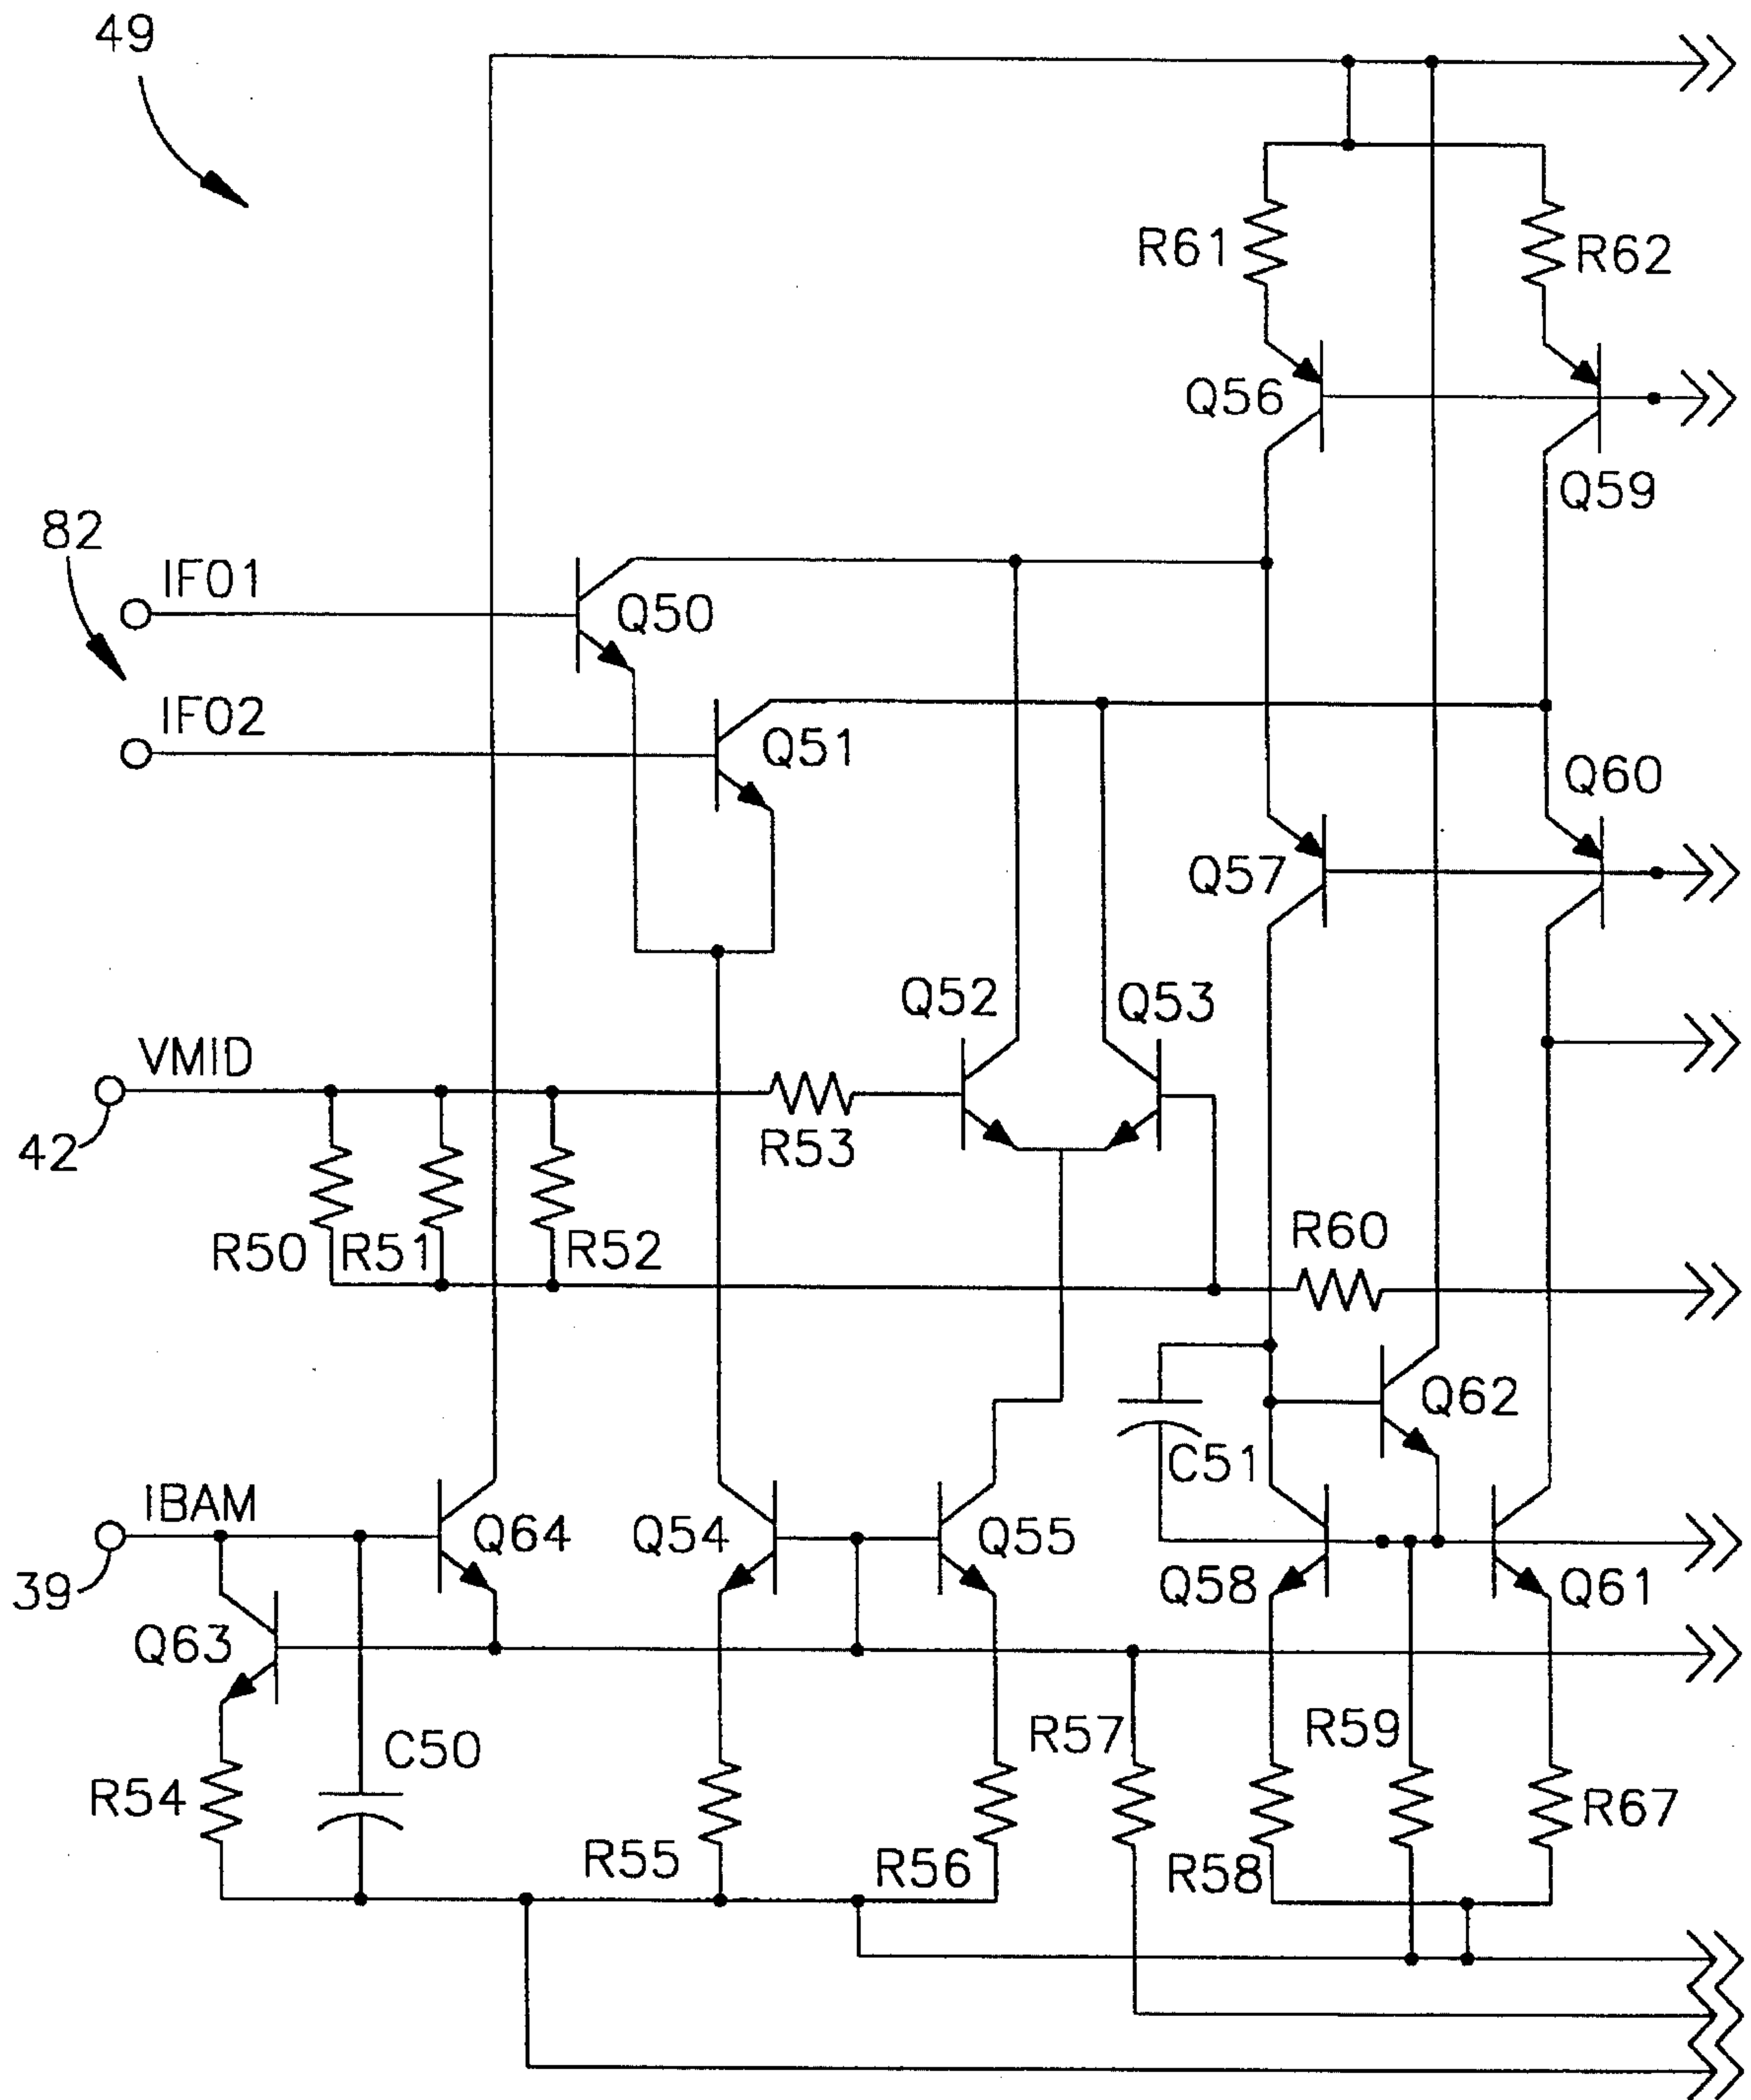 49
R61
R62
Q56
Q59
82
IF01
Q50
IF02
Q51
Q60
Q57
Q52
Q53
VMID
42
R53
R50
R51
R52
R60
Q62
C51
IBAM
Q64
Q54
Q55
39
Q58
Q61
Q63
R57
R59
C50
R54
R67
R55
R56
R58